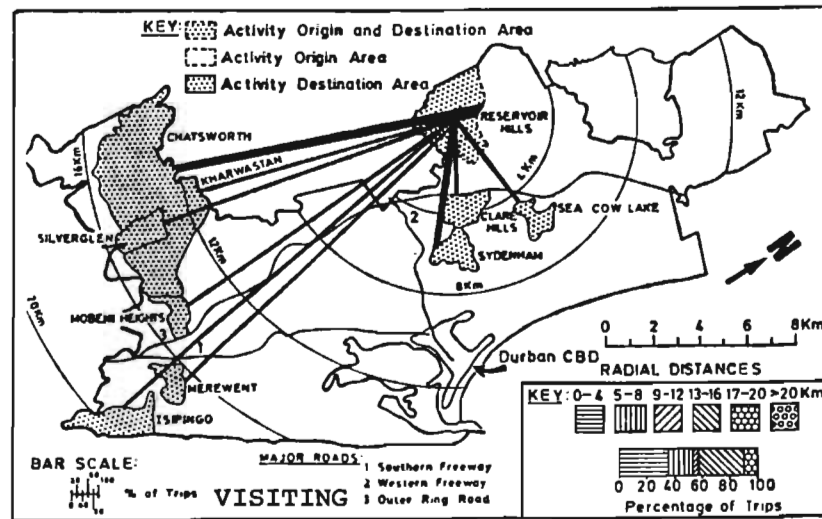 KEY:
Activity Origin and Destination Area
Activity Origin Area
Activity Destination Area
CHATSWORTH
RESERVOIR HILLS
3
16Km
KHARWASTAN
4Km
12Km
SILVERGLEN
12Km
2
CLARE HILLS
SEA COW LAKE
SYDENHAM
N
8Km
20Km
MOBENI HEIGHTS
3
1
0 2 4 6 8Km
RADIAL DISTANCES
Durban CBD
MEREWENT
ISIPINGO
KEY: 0-4 5-8 9-12 13-16 17-20 >20 Km
0 20 40 60 80 100
Percentage of Trips
BAR SCALE:
% of Trips
VISITING
MAJOR ROADS:
1 Southern Freeway
2 Western Freeway
3 Outer Ring Road